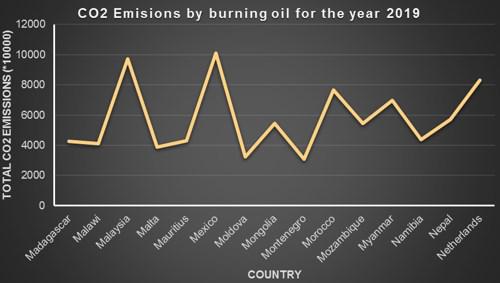 CO2 Emisions by burning oil for the year 2019
TOTAL CO2 EMISSIONS (*10000)
12000
10000
8000
6000
4000
2000
0
Madagascar
Malawi
Malaysia
Malta
Mauritius
Mexico
Moldova
Mongolia
Montenegro
Morocco
Mozambique
Myanmar
Namibia
Nepal
Netherlands
COUNTRY